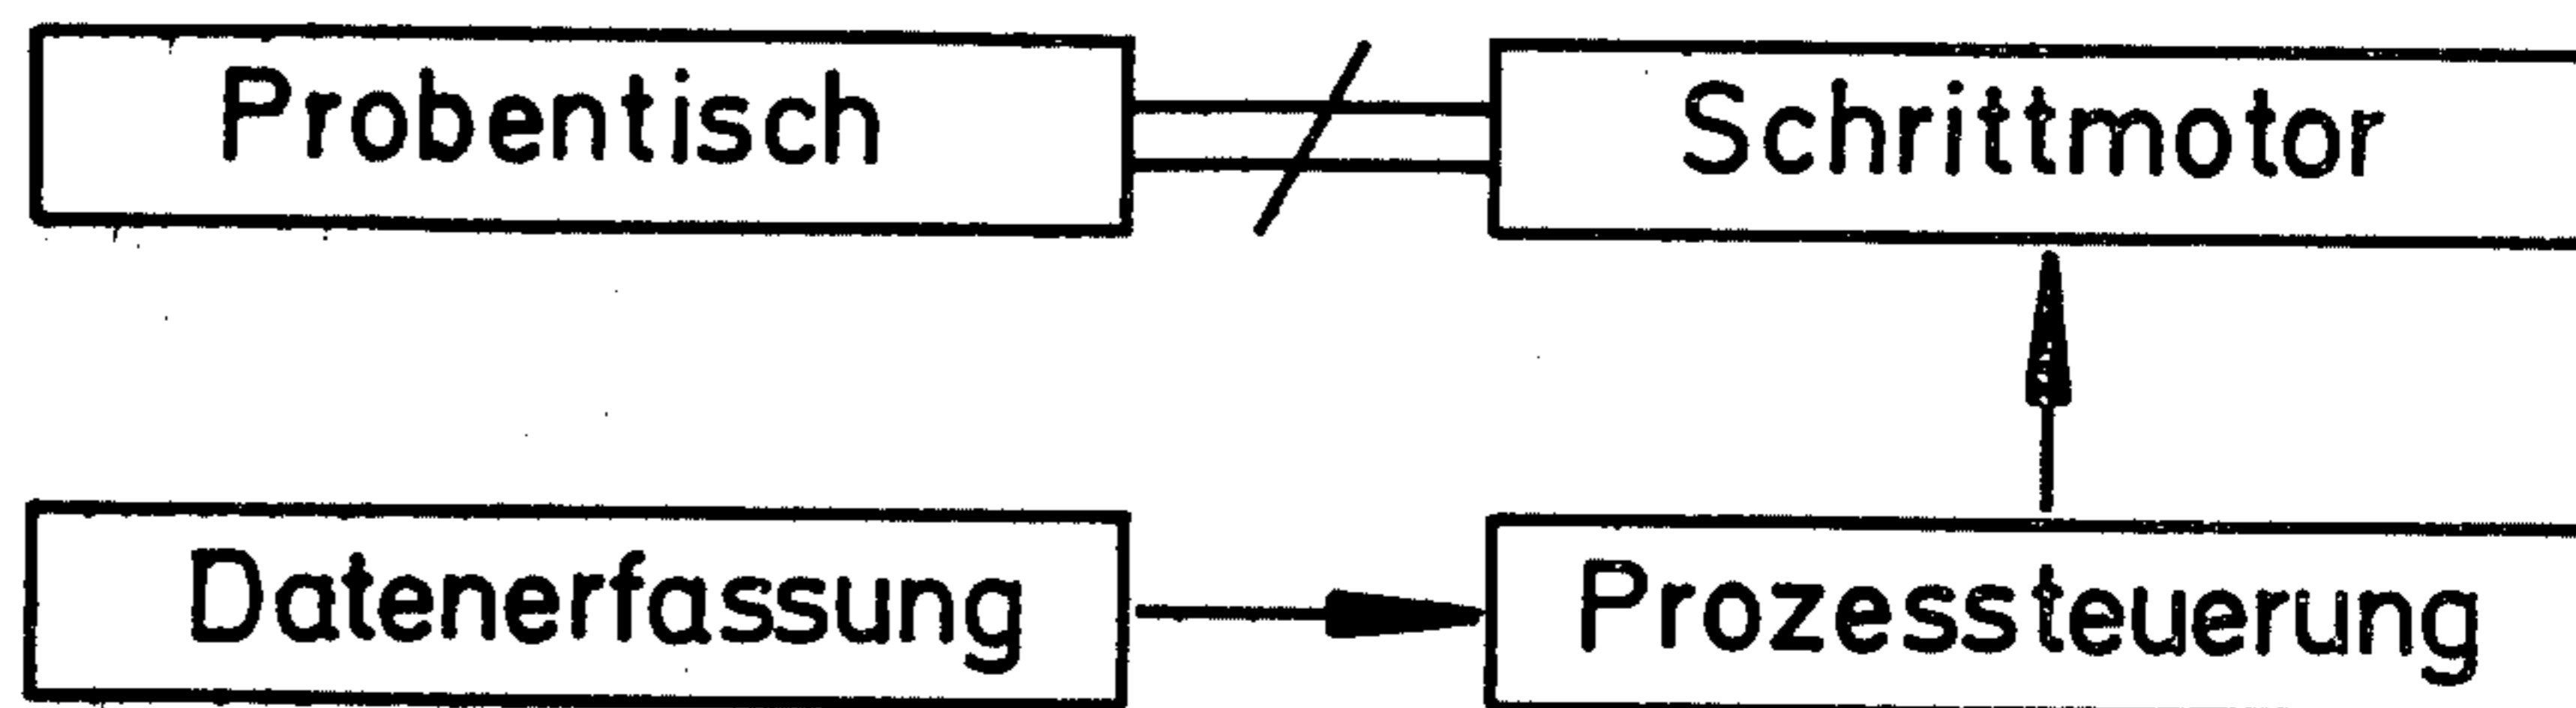 Probentisch
Schrittmotor
Datenerfassung
Prozessteuerung